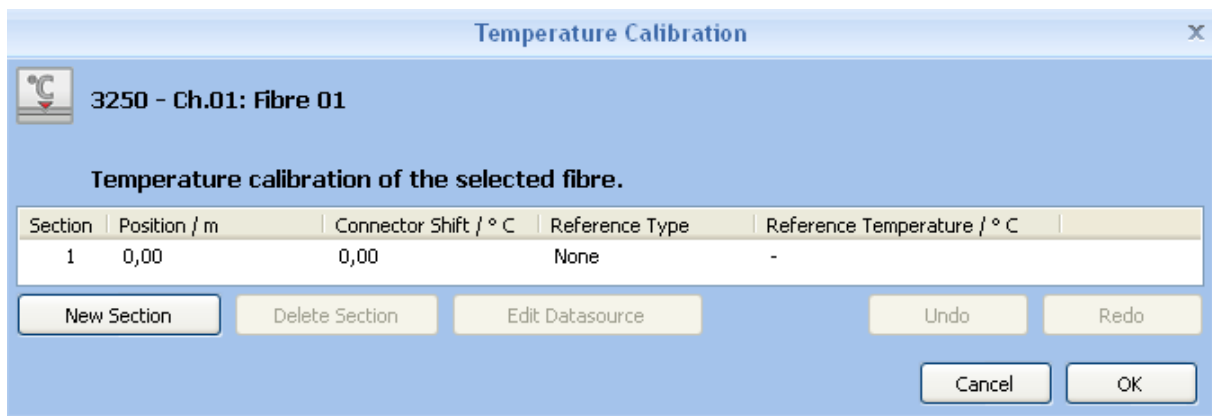 Temperature Calibration
x
°C
3250 - Ch.01: Fibre 01
Temperature calibration of the selected fibre.
Section Position / m Connector Shift / ° C Reference Type Reference Temperature / ° C
1 0,00 0,00 None -
New Section Delete Section Edit Datasource Undo Redo
Cancel OK